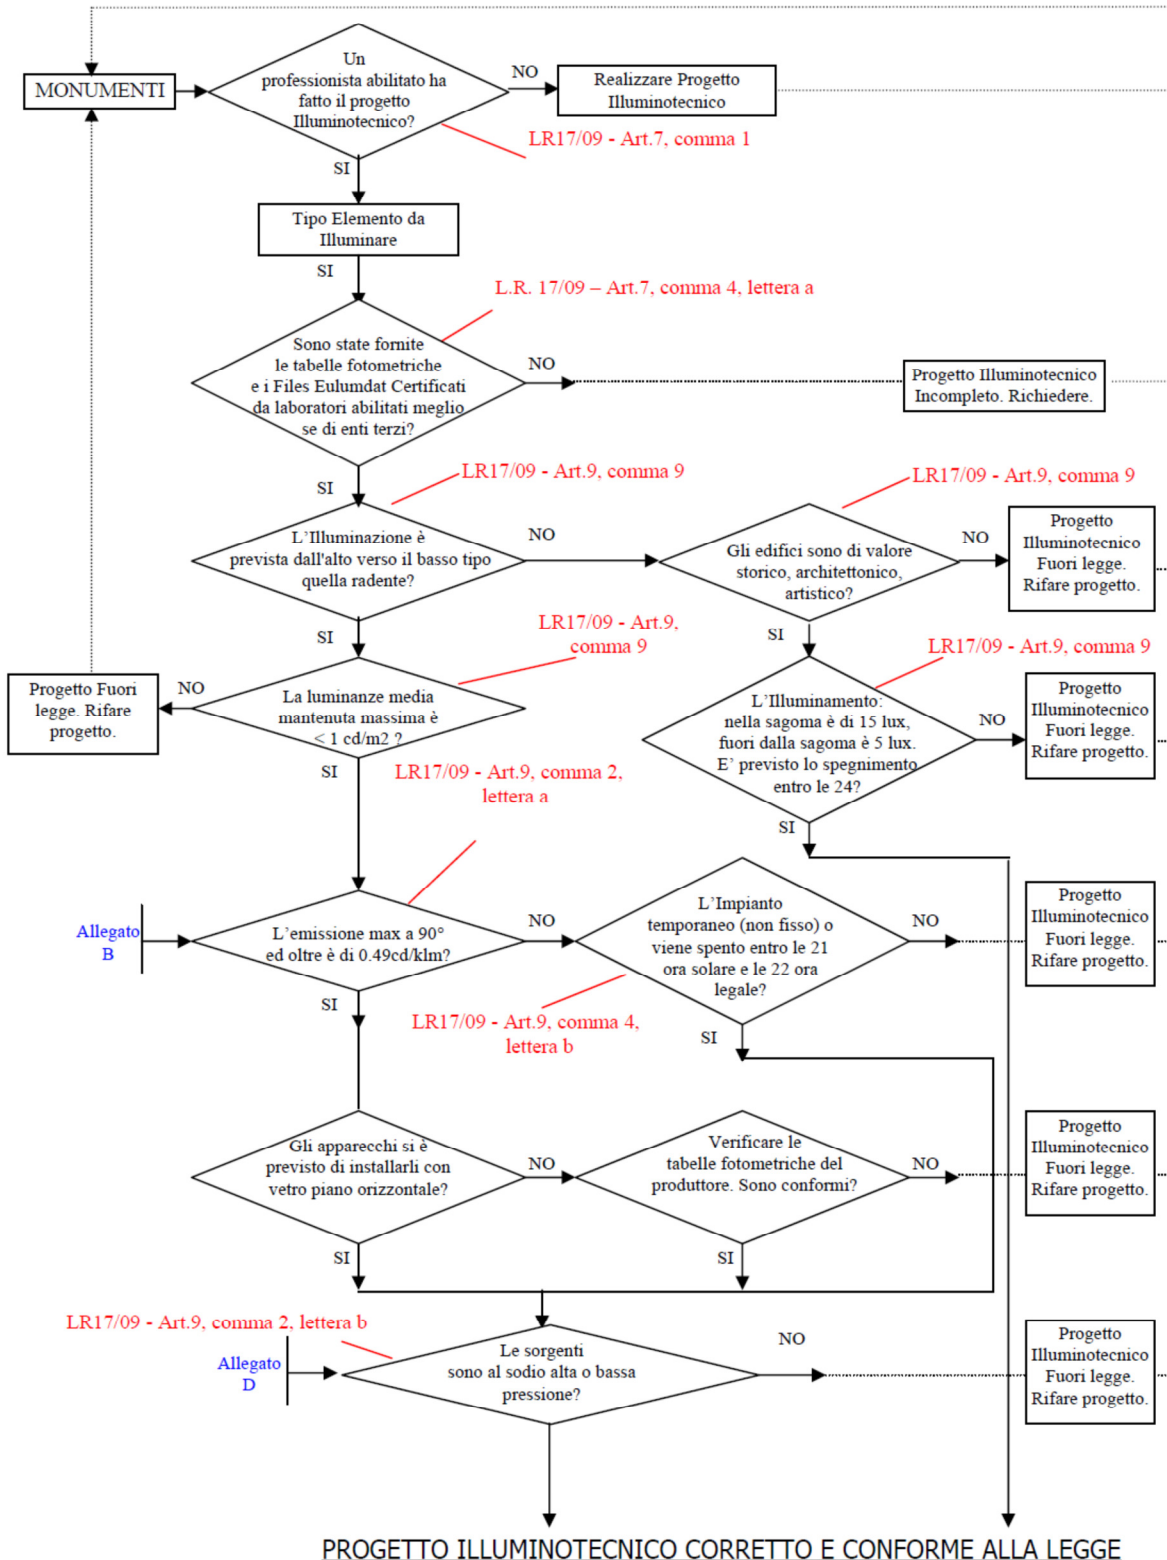 MONUMENTI
Un
professionista abilitato ha
fatto il progetto
Illuminotecnico?
NO
Realizzare Progetto
Illuminotecnico
LR17/09 - Art.7, comma 1
SI
Tipo Elemento da
Illuminare
SI
L.R. 17/09 – Art.7, comma 4, lettera a
Sono state fornite
le tabelle fotometriche
e i Files Eulumdat Certificati
da laboratori abilitati meglio
se di enti terzi?
NO
Progetto Illuminotecnico
Incompleto. Richiedere.
SI
LR17/09 - Art.9, comma 9
L'Illuminazione è
prevista dall'alto verso il basso tipo
quella radente?
NO
LR17/09 - Art.9, comma 9
Gli edifici sono di valore
storico, architettonico,
artistico?
NO
Progetto
Illuminotecnico
Fuori legge.
Rifare progetto.
SI
SI
LR17/09 - Art.9,
comma 9
La luminanze media
mantenuta massima è
< 1 cd/m2 ?
NO
Progetto Fuori
legge. Rifare
progetto.
SI
LR17/09 - Art.9, comma 9
L'Illuminamento:
nella sagoma è di 15 lux,
fuori dalla sagoma è 5 lux.
E' previsto lo spegnimento
entro le 24?
NO
Progetto
Illuminotecnico
Fuori legge.
Rifare progetto.
SI
LR17/09 - Art.9, comma 2,
lettera a
Allegato
B
L'emissione max a 90°
ed oltre è di 0.49cd/klm?
NO
L'Impianto
temporaneo (non fisso) o
viene spento entro le 21
ora solare e le 22 ora
legale?
NO
Progetto
Illuminotecnico
Fuori legge.
Rifare progetto.
SI
LR17/09 - Art.9, comma 4,
lettera b
SI
Gli apparecchi si è
previsto di installarli con
vetro piano orizzontale?
NO
Verificare le
tabelle fotometriche del
produttore. Sono conformi?
NO
Progetto
Illuminotecnico
Fuori legge.
Rifare progetto.
SI
SI
LR17/09 - Art.9, comma 2, lettera b
Allegato
D
Le sorgenti
sono al sodio alta o bassa
pressione?
NO
Progetto
Illuminotecnico
Fuori legge.
Rifare progetto.
PROGETTO ILLUMINOTECNICO CORRETTO E CONFORME ALLA LEGGE